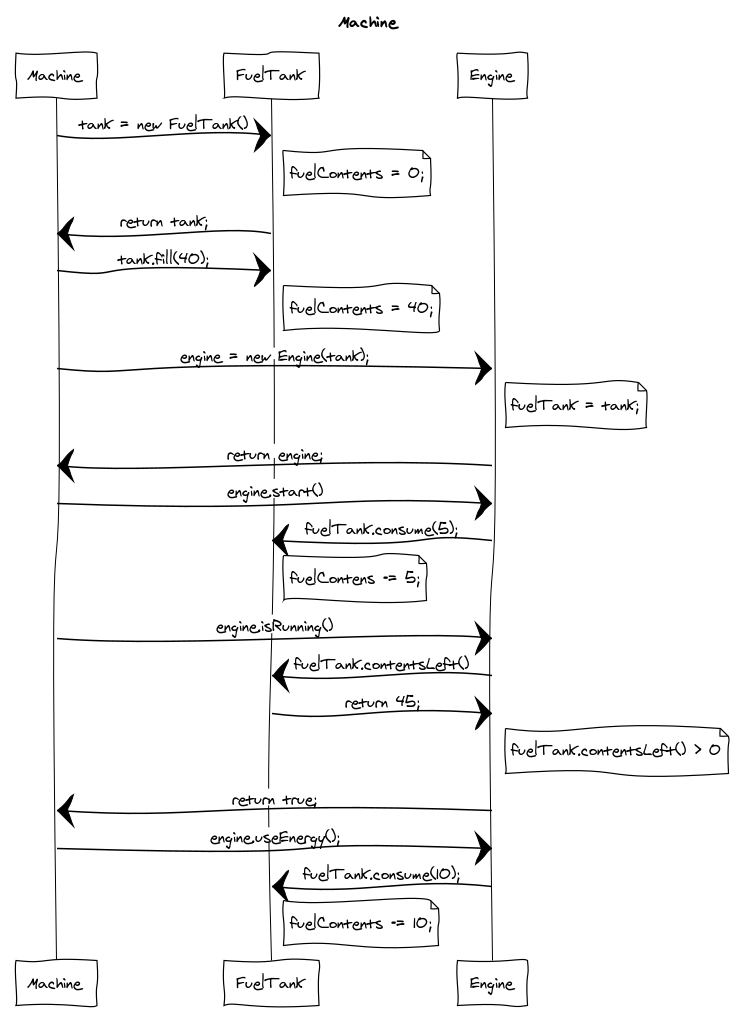 Machine
Machine FuelTank Engine
tank = new FuelTank()
fuelContents = 0;
return tank;
tank.fill(40);
fuelContents = 40;
engine = new Engine(tank);
fuelTank = tank;
return engine;
engine.start()
fuelTank.consume(5);
fuelContens -= 5;
engine.isRunning()
fuelTank.contentsLeft()
return 45;
fuelTank.contentsLeft() > 0
return true;
engine.useEnergy();
fuelTank.consume(10);
fuelContents -= 10;
Machine FuelTank Engine